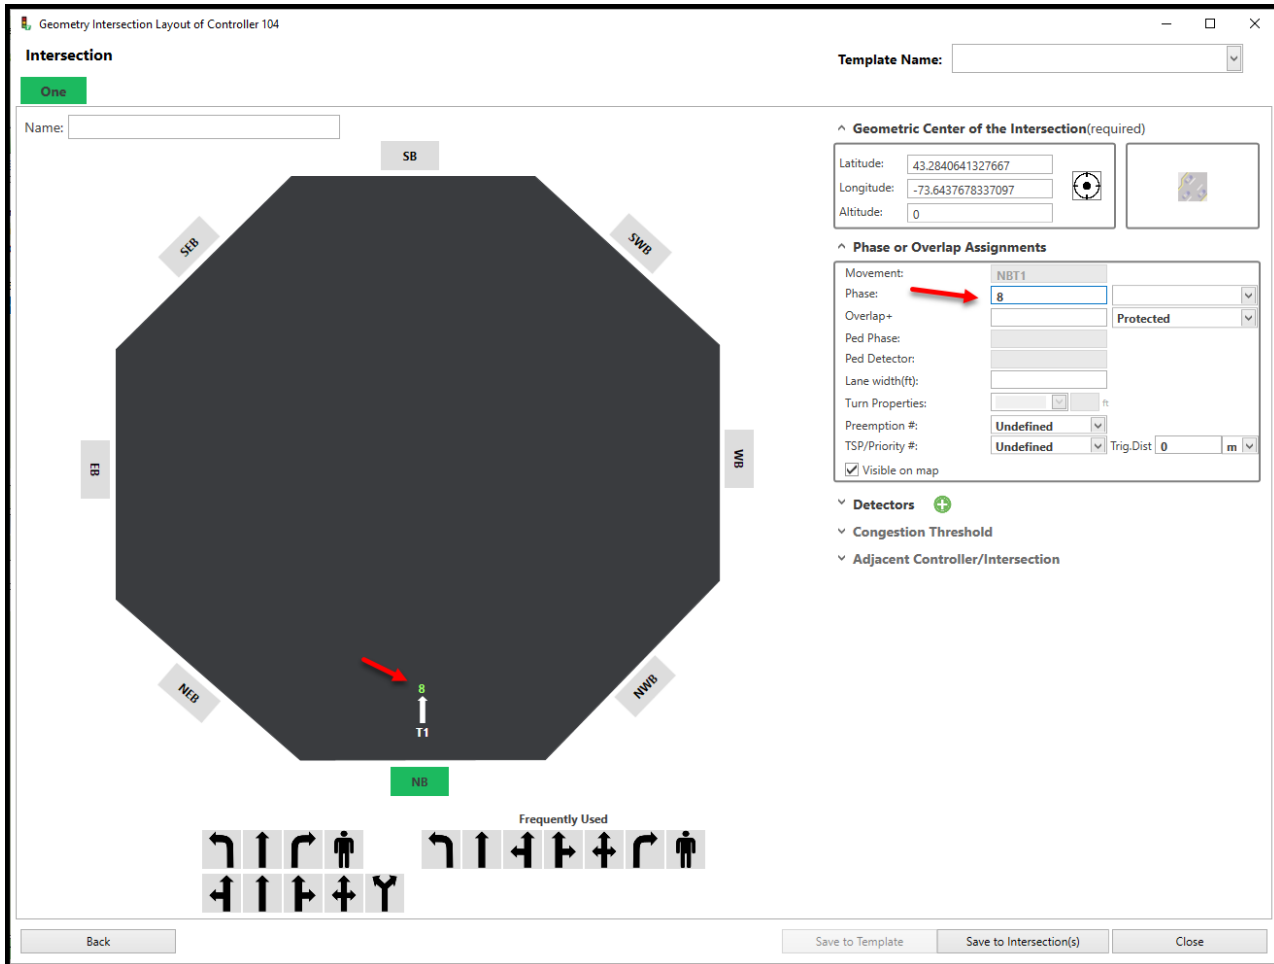 Geometry Intersection Layout of Controller 104
Intersection
Template Name:
One
Name:
SB
SEB
SWB
EB
WB
NEB
NWB
8
T1
NB
Frequently Used
Geometric Center of the Intersection(required)
Latitude: 43.2840641327667
Longitude: -73.6437678337097
Altitude: 0
Phase or Overlap Assignments
Movement: NBT1
Phase: 8
Overlap+ Protected
Ped Phase:
Ped Detector:
Lane width(ft):
Turn Properties: ft
Preemption #: Undefined
TSP/Priority #: Undefined Trig.Dist 0 m
Visible on map
Detectors
Congestion Threshold
Adjacent Controller/Intersection
Back
Save to Template
Save to Intersection(s)
Close